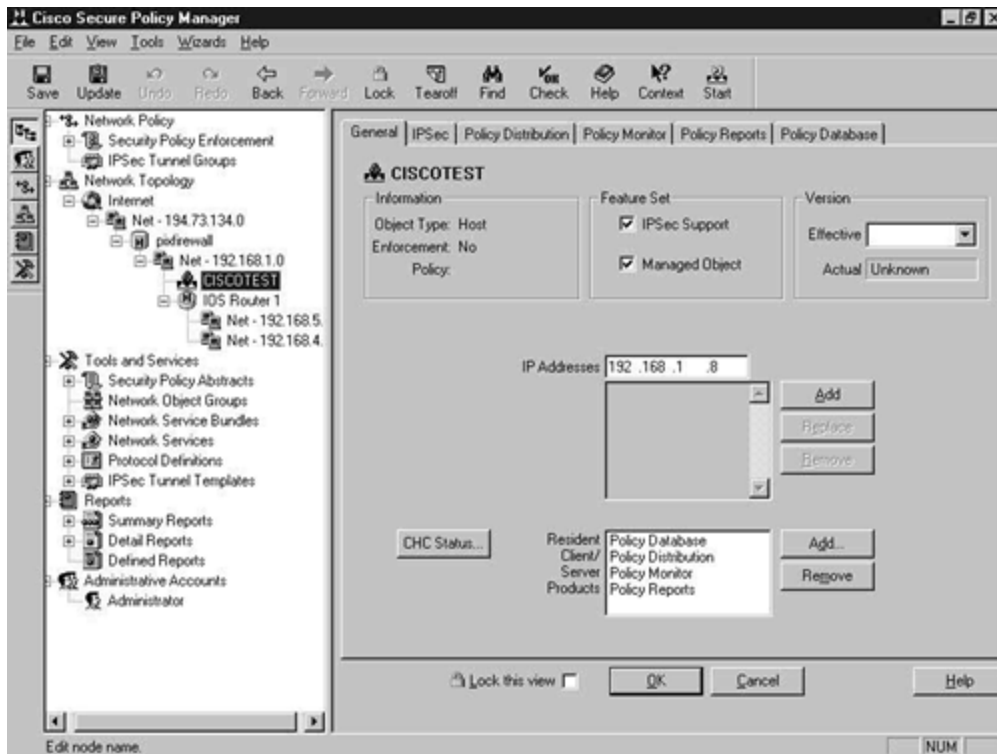 Cisco Secure Policy Manager
File Edit View Tools Wizards Help
Save Update Undo Redo Back Forward Lock Tearoff Find Check Help Context Start
Network Policy
Security Policy Enforcement
IPSec Tunnel Groups
Network Topology
Internet
Net - 194.73.134.0
pixfirewall
Net - 192.168.1.0
CISCOTEST
IOS Router 1
Net - 192.168.5.
Net - 192.168.4.
Tools and Services
Security Policy Abstracts
Network Object Groups
Network Service Bundles
Network Services
Protocol Definitions
IPSec Tunnel Templates
Reports
Summary Reports
Detail Reports
Defined Reports
Administrative Accounts
Administrator
General IPSec Policy Distribution Policy Monitor Policy Reports Policy Database
CISCOTEST
Information
Object Type: Host
Enforcement: No
Policy:
Feature Set
IPSec Support
Managed Object
Version
Effective
Actual Unknown
IP Addresses 192 .168 .1 .8
Add
Replace
Remove
CHC Status...
Resident Client/ Server Products
Policy Database
Policy Distribution
Policy Monitor
Policy Reports
Add...
Remove
Lock this view
OK
Cancel
Help
Edit node name.
NUM